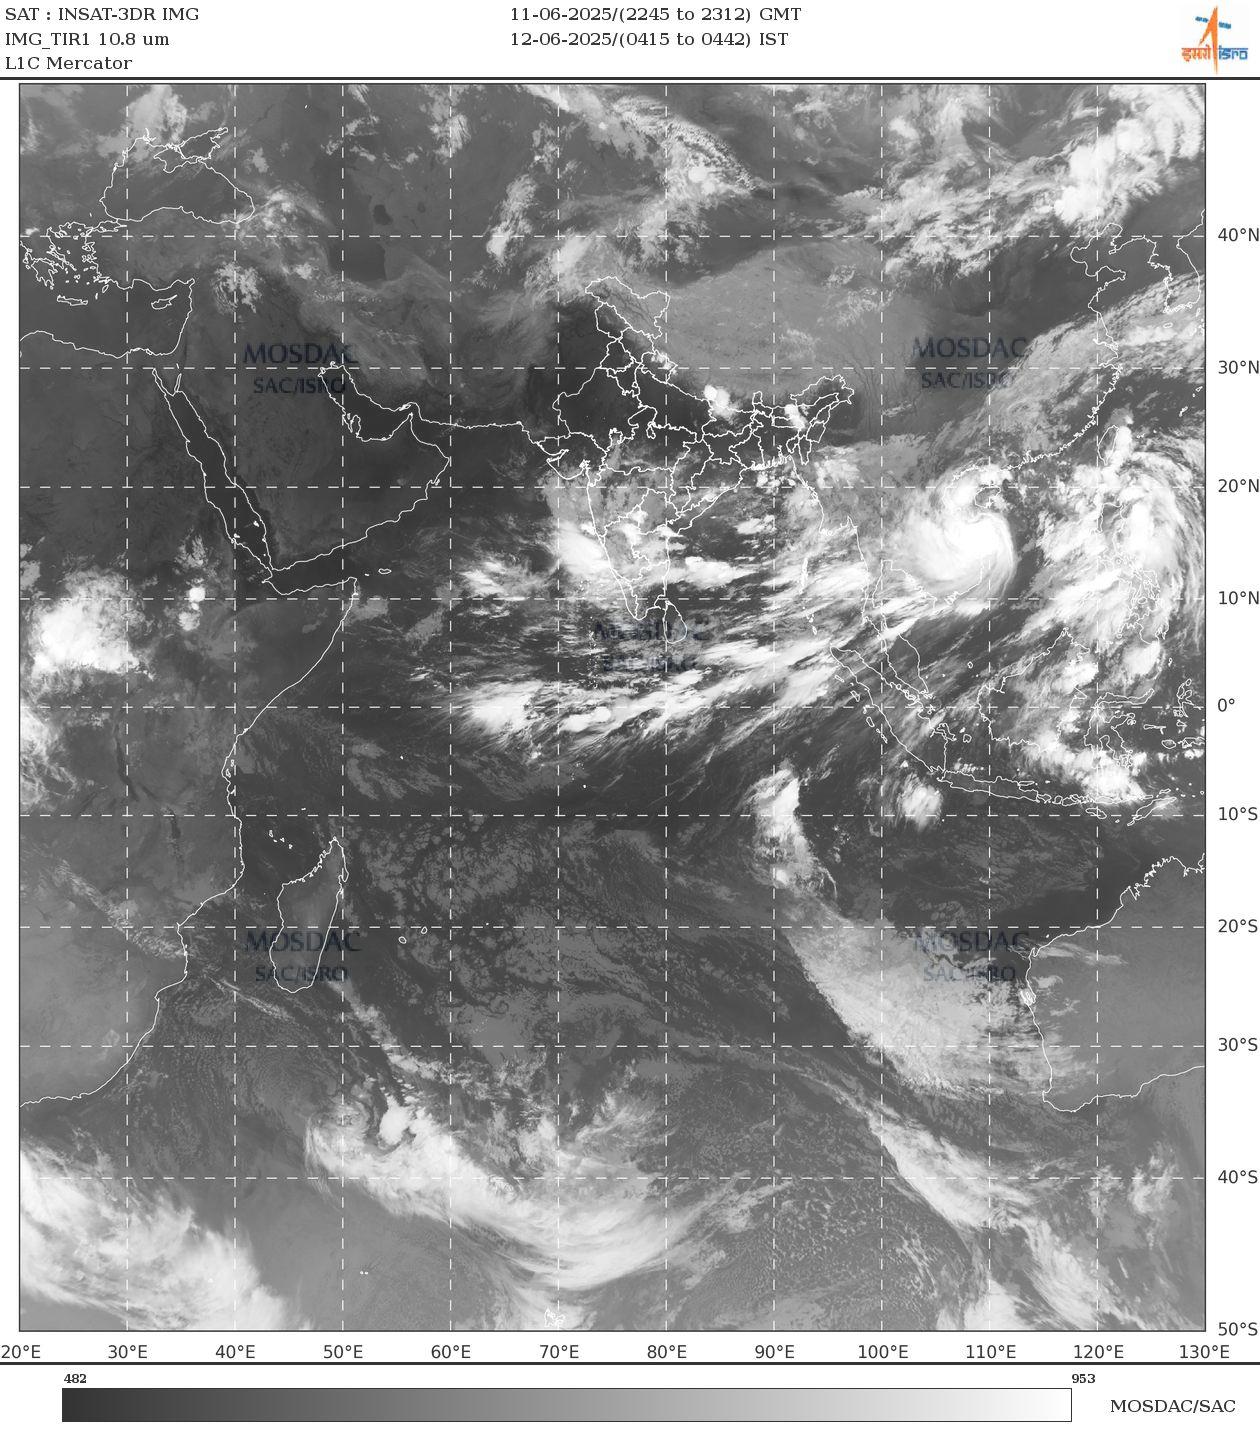 SAT : INSAT-3DR IMG
11-06-2025/(2245 to 2312) GMT
IMG_TIR1 10.8 um
12-06-2025/(0415 to 0442) IST
L1C Mercator
इसरो isro
40°N
MOSDAC
SAC/ISRO
MOSDAC
SAC/ISRO
30°N
20°N
10°N
MOSDAC
SAC/ISRO
0°
10°S
20°S
MOSDAC
SAC/ISRO
MOSDAC
SAC/ISRO
30°S
40°S
50°S
20°E 30°E 40°E 50°E 60°E 70°E 80°E 90°E 100°E 110°E 120°E 130°E
482
953
MOSDAC/SAC